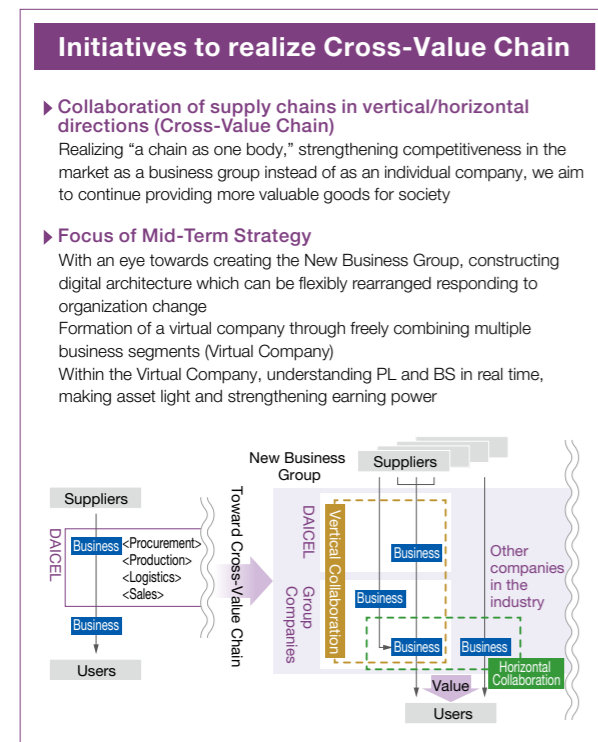 Initiatives to realize Cross-Value Chain
Collaboration of supply chains in vertical/horizontal
directions (Cross-Value Chain)
Realizing “a chain as one body,” strengthening competitiveness in the
market as a business group instead of as an individual company, we aim
to continue providing more valuable goods for society
Focus of Mid-Term Strategy
With an eye towards creating the New Business Group, constructing
digital architecture which can be flexibly rearranged responding to
organization change
Formation of a virtual company through freely combining multiple
business segments (Virtual Company)
Within the Virtual Company, understanding PL and BS in real time,
making asset light and strengthening earning power
Suppliers
DAICEL
Business
<Procurement>
<Production>
<Logistics>
<Sales>
Business
Users
Toward Cross-Value Chain
New Business
Group
Suppliers
DAICEL
Group
Companies
Vertical Collaboration
Business
Business
Business
Business
Other
companies
in the
industry
Horizontal
Collaboration
Value
Users